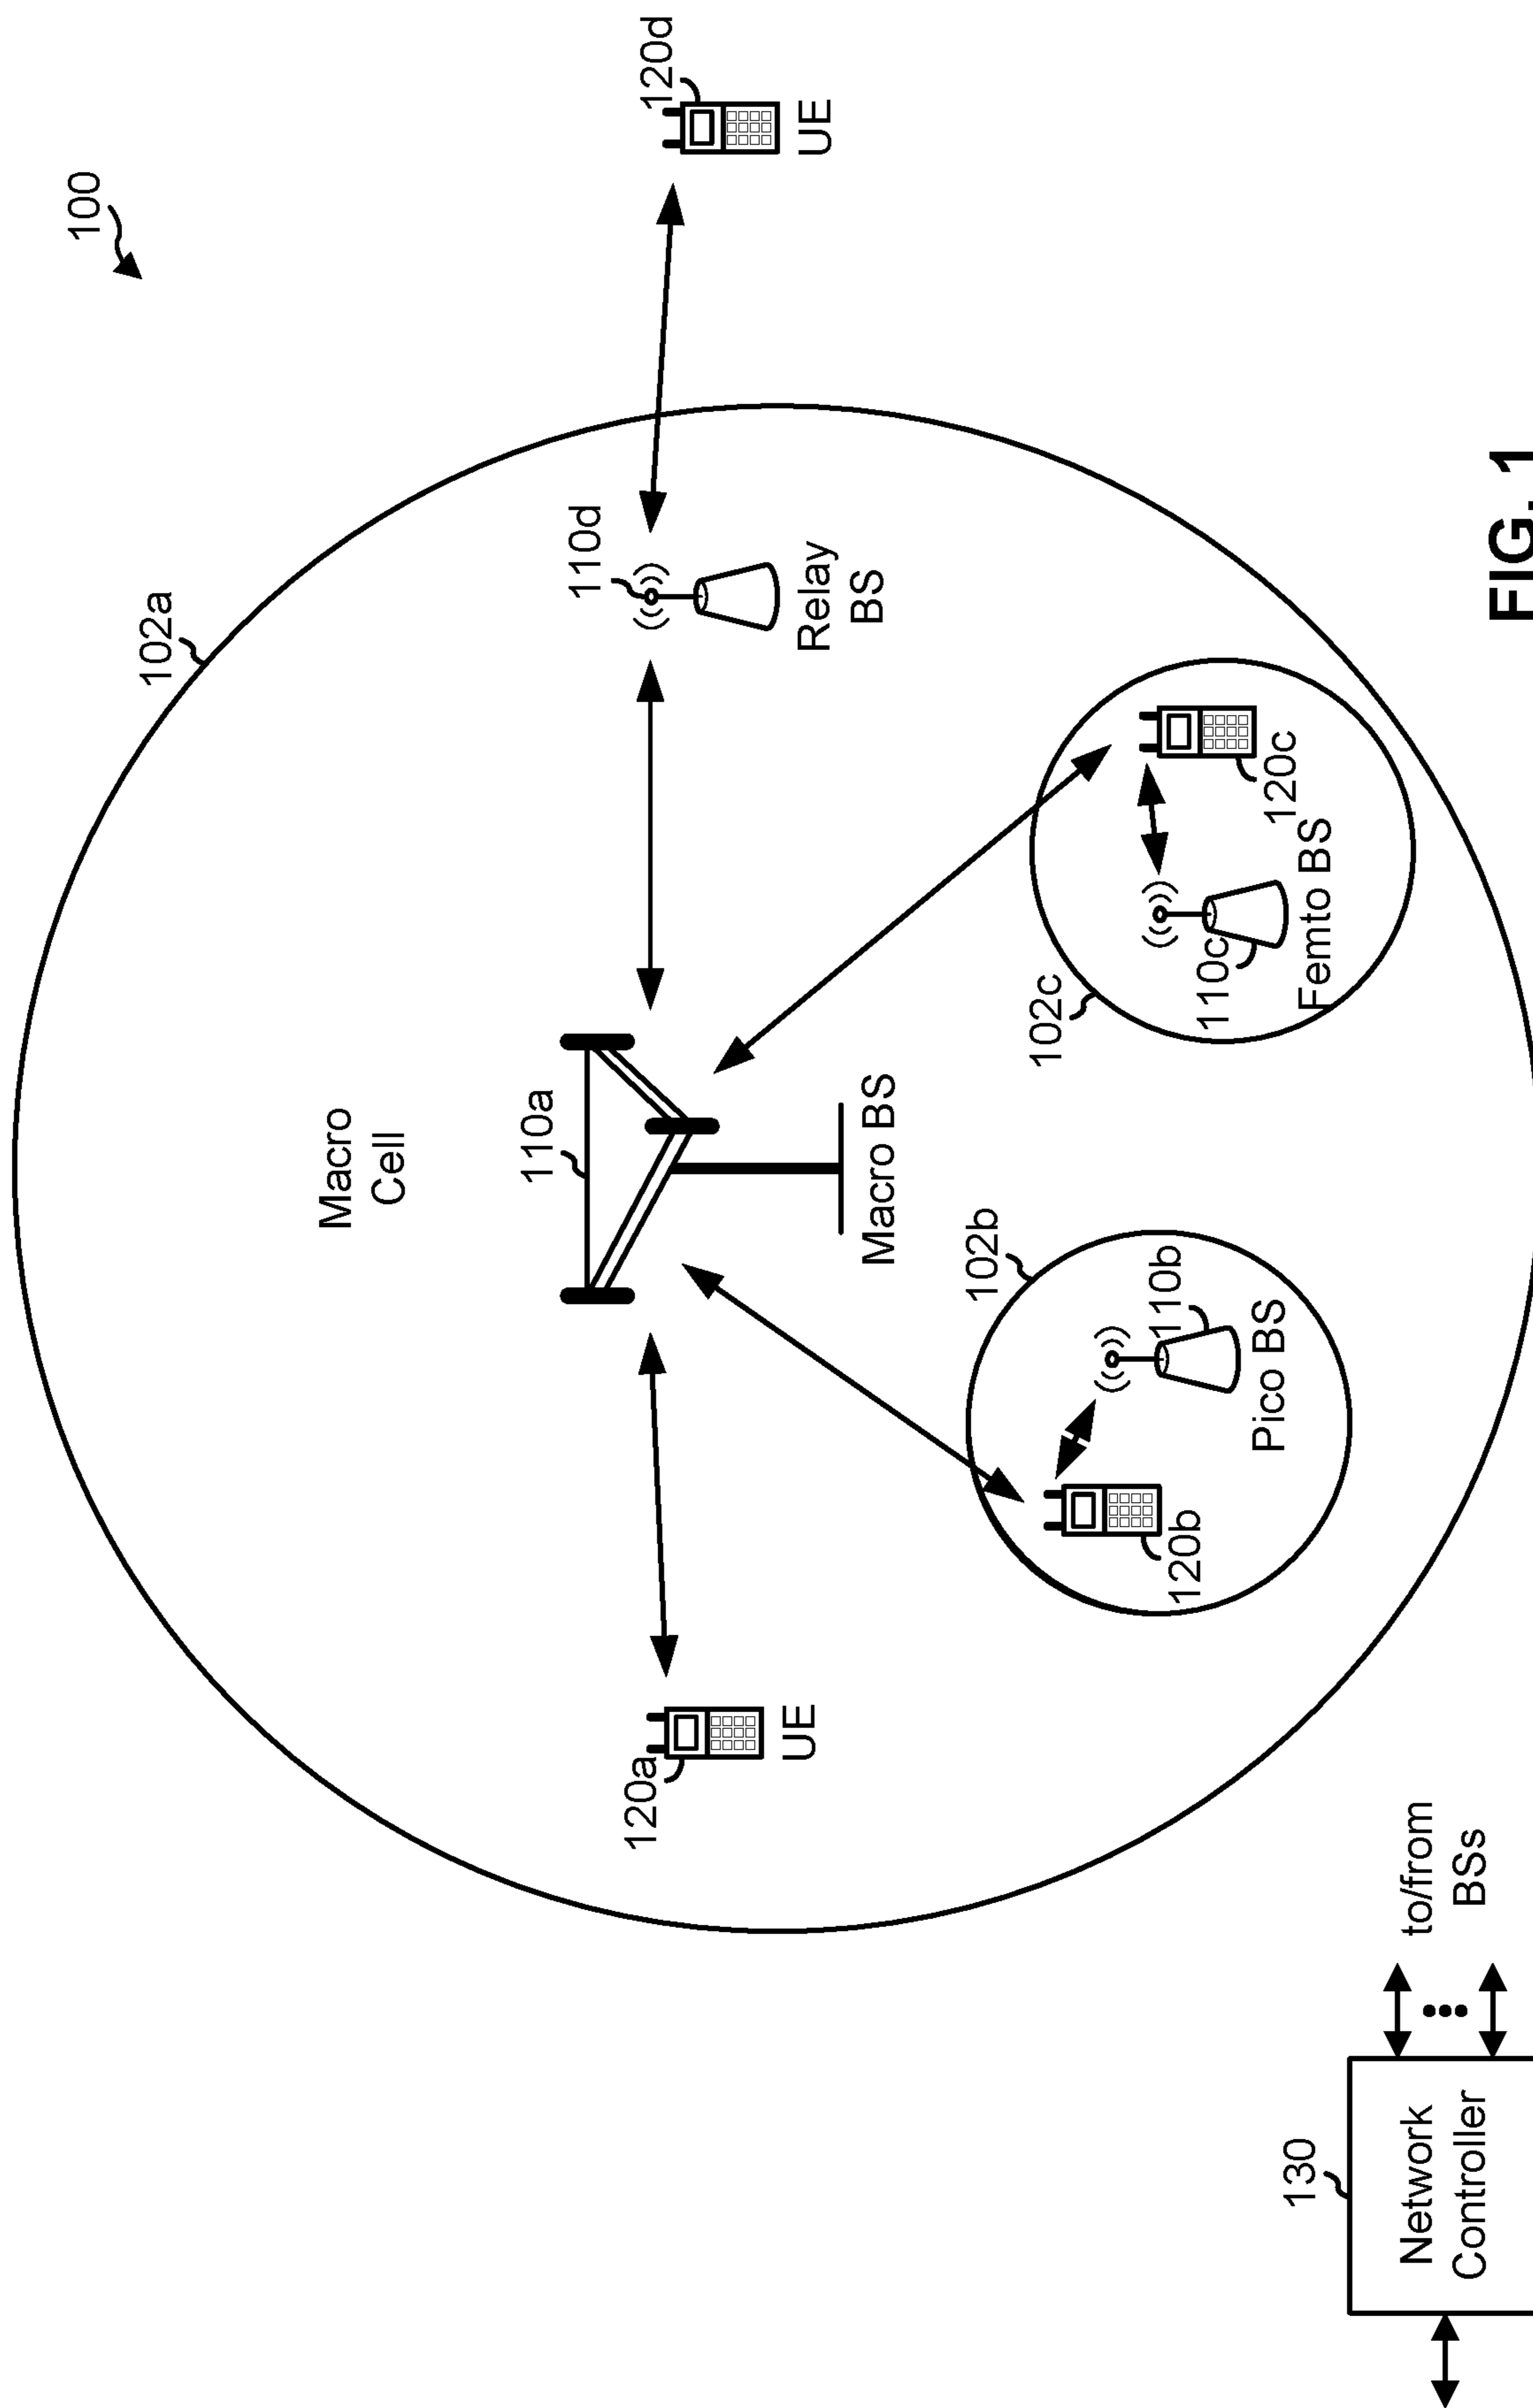 100
102a
Macro
Cell
110a
110d
120d
120a
UE
Macro BS
Relay
BS
UE
102b
102c
110b
120b
Pico BS
110c
120c
Femto BS
130
Network
Controller
to/from
BSs
FIG. 1